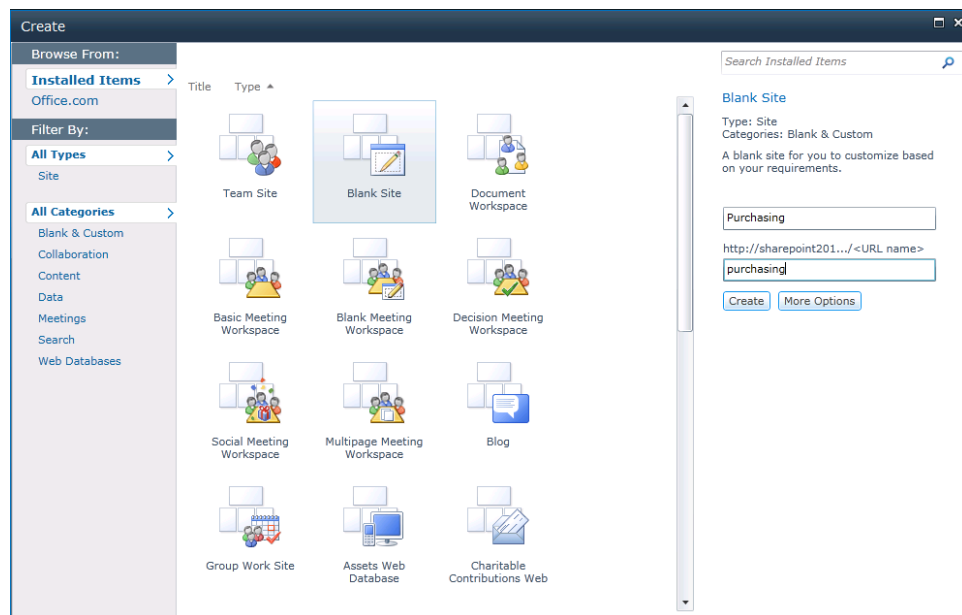 Create
Browse From:
Installed Items
Office.com
Filter By:
All Types
Site
All Categories
Blank & Custom
Collaboration
Content
Data
Meetings
Search
Web Databases
Title Type
Team Site
Blank Site
Document
Workspace
Basic Meeting
Workspace
Blank Meeting
Workspace
Decision Meeting
Workspace
Social Meeting
Workspace
Multipage Meeting
Workspace
Blog
Group Work Site
Assets Web
Database
Charitable
Contributions Web
Search Installed Items
Blank Site
Type: Site
Categories: Blank & Custom
A blank site for you to customize based
on your requirements.
Purchasing
http://sharepoint201.../<URL name>
purchasing
Create More Options